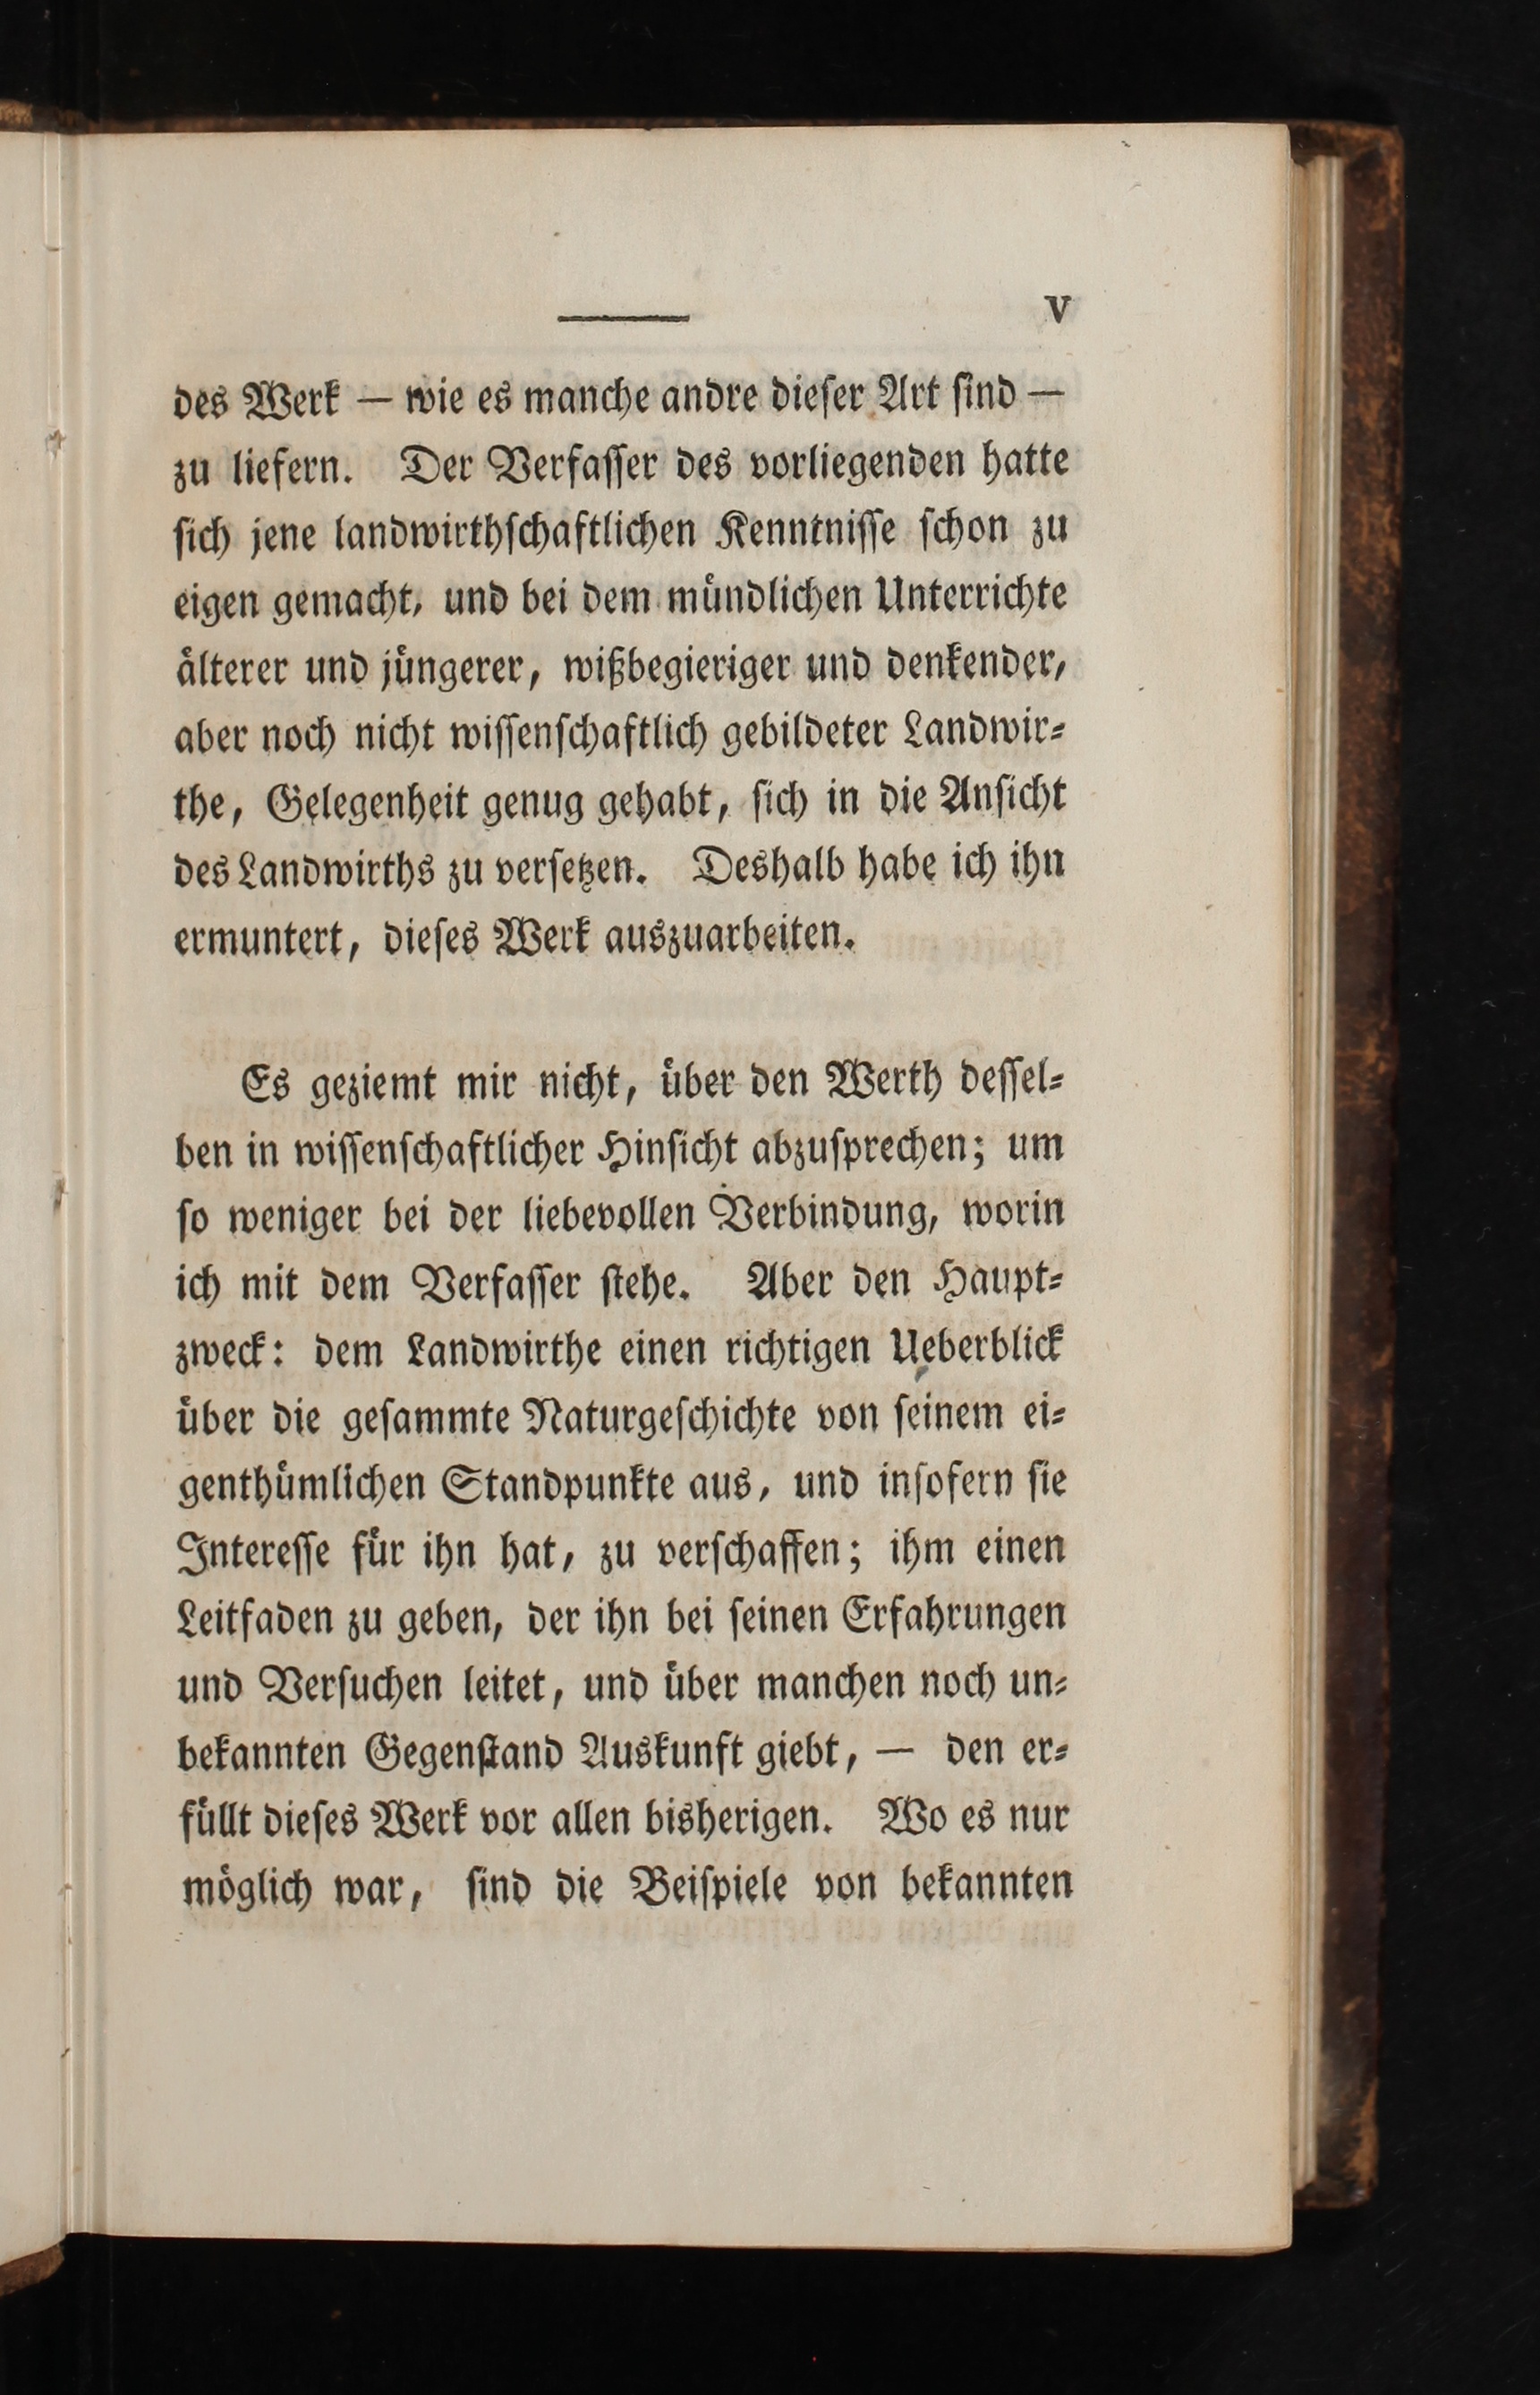 V
des Werk — wie es manche andre dieſer Art ſind —
zu liefern. Der Verfaſſer des vorliegenden hatte
ſich jene landwirthſchaftlichen Kenntniſſe ſchon zu
eigen gemacht, und bei dem mündlichen Unterrichte
älterer und jüngerer, wißbegieriger und denkender,
aber noch nicht wiſſenſchaftlich gebildeter Landwir⸗
the, Gelegenheit genug gehabt, ſich in die Anſicht
des Landwirths zu verſetzen. Deshalb habe ich ihn
ermuntert, dieſes Werk auszuarbeiten.
Es geziemt mir nicht, über den Werth deſſel⸗
ben in wiſſenſchaftlicher Hinſicht abzuſprechen; um
ſo weniger bei der liebevollen Verbindung, worin
ich mit dem Verfaſſer ſtehe. Aber den Haupt⸗
zweck: dem Landwirthe einen richtigen Ueberblick
über die geſammte Naturgeſchichte von ſeinem ei⸗
genthümlichen Standpunkte aus, und inſofern ſie
Intereſſe für ihn hat, zu verſchaffen; ihm einen
Leitfaden zu geben, der ihn bei ſeinen Erfahrungen
und Verſuchen leitet, und über manchen noch un⸗
bekannten Gegenſtand Auskunft giebt, — den er⸗
füllt dieſes Werk vor allen bisherigen. Wo es nur
möglich war, ſind die Beiſpiele von bekannten